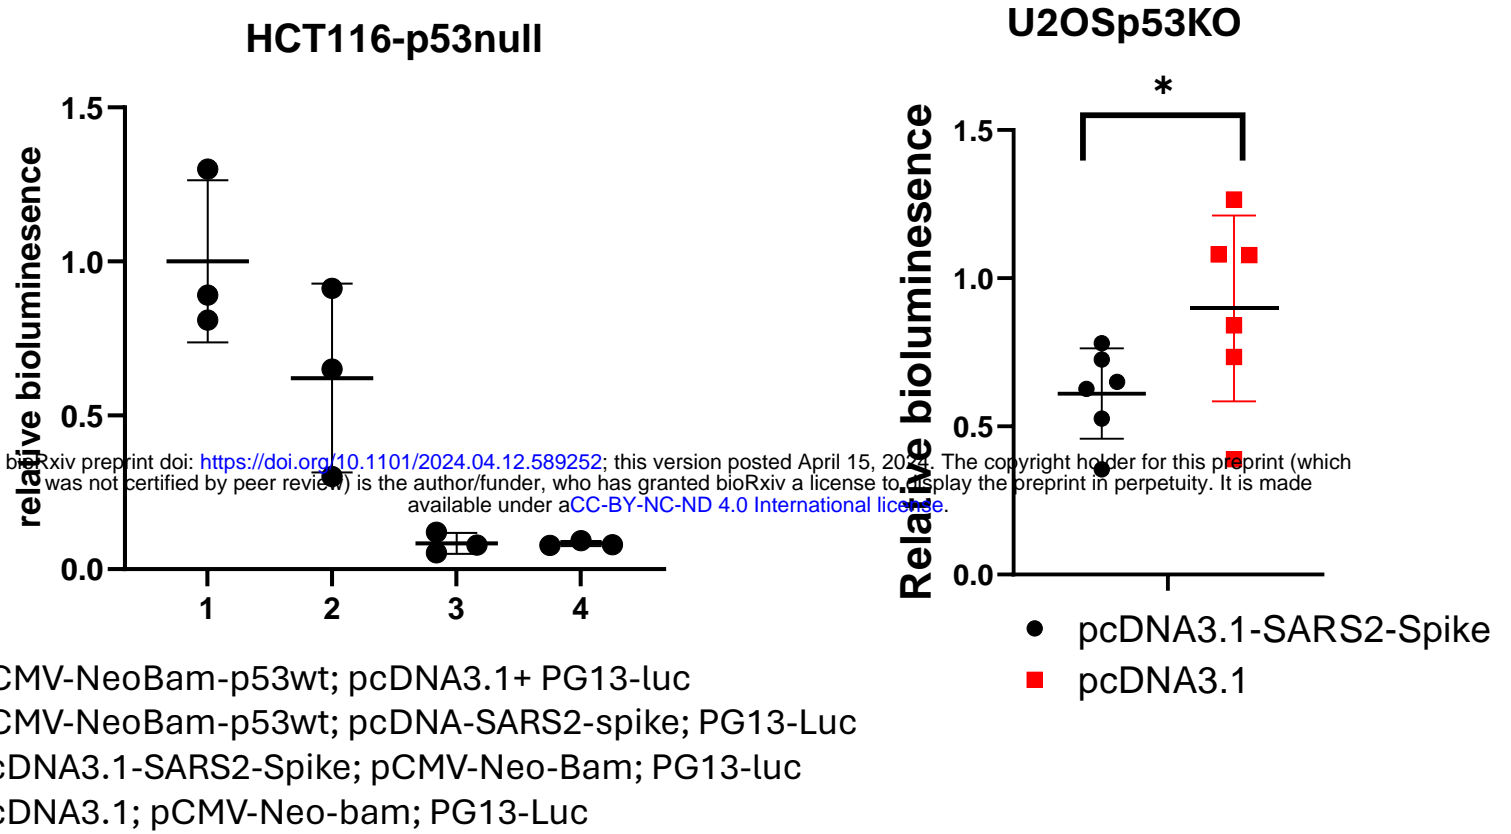 HCT116-p53null
U2OSp53KO
*
relative bioluminesence
1.5
1.0
0.5
0.0
1 2 3 4
Relative bioluminesence
1.5
1.0
0.5
0.0
bioRxiv preprint doi: https://doi.org/10.1101/2024.04.12.589252; this version posted April 15, 2024. The copyright holder for this preprint (which
was not certified by peer review) is the author/funder, who has granted bioRxiv a license to display the preprint in perpetuity. It is made
available under aCC-BY-NC-ND 4.0 International license.
pcDNA3.1-SARS2-Spike
pcDNA3.1
CMV-NeoBam-p53wt; pcDNA3.1+ PG13-luc
CMV-NeoBam-p53wt; pcDNA-SARS2-spike; PG13-Luc
cDNA3.1-SARS2-Spike; pCMV-Neo-Bam; PG13-luc
cDNA3.1; pCMV-Neo-bam; PG13-Luc